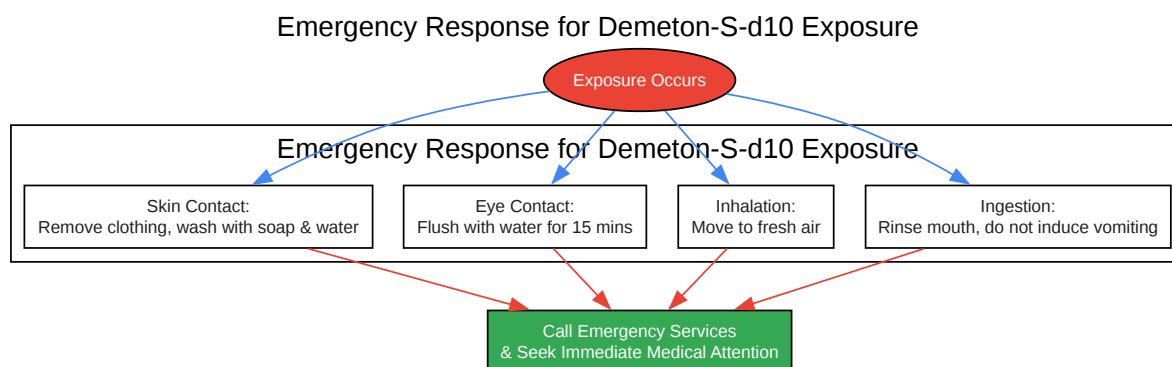 Emergency Response for Demeton-S-d10 Exposure
Exposure Occurs
Emergency Response for Demeton-S-d10 Exposure
Skin Contact:
Remove clothing, wash with soap & water
Eye Contact:
Flush with water for 15 mins
Inhalation:
Move to fresh air
Ingestion:
Rinse mouth, do not induce vomiting
Call Emergency Services
& Seek Immediate Medical Attention